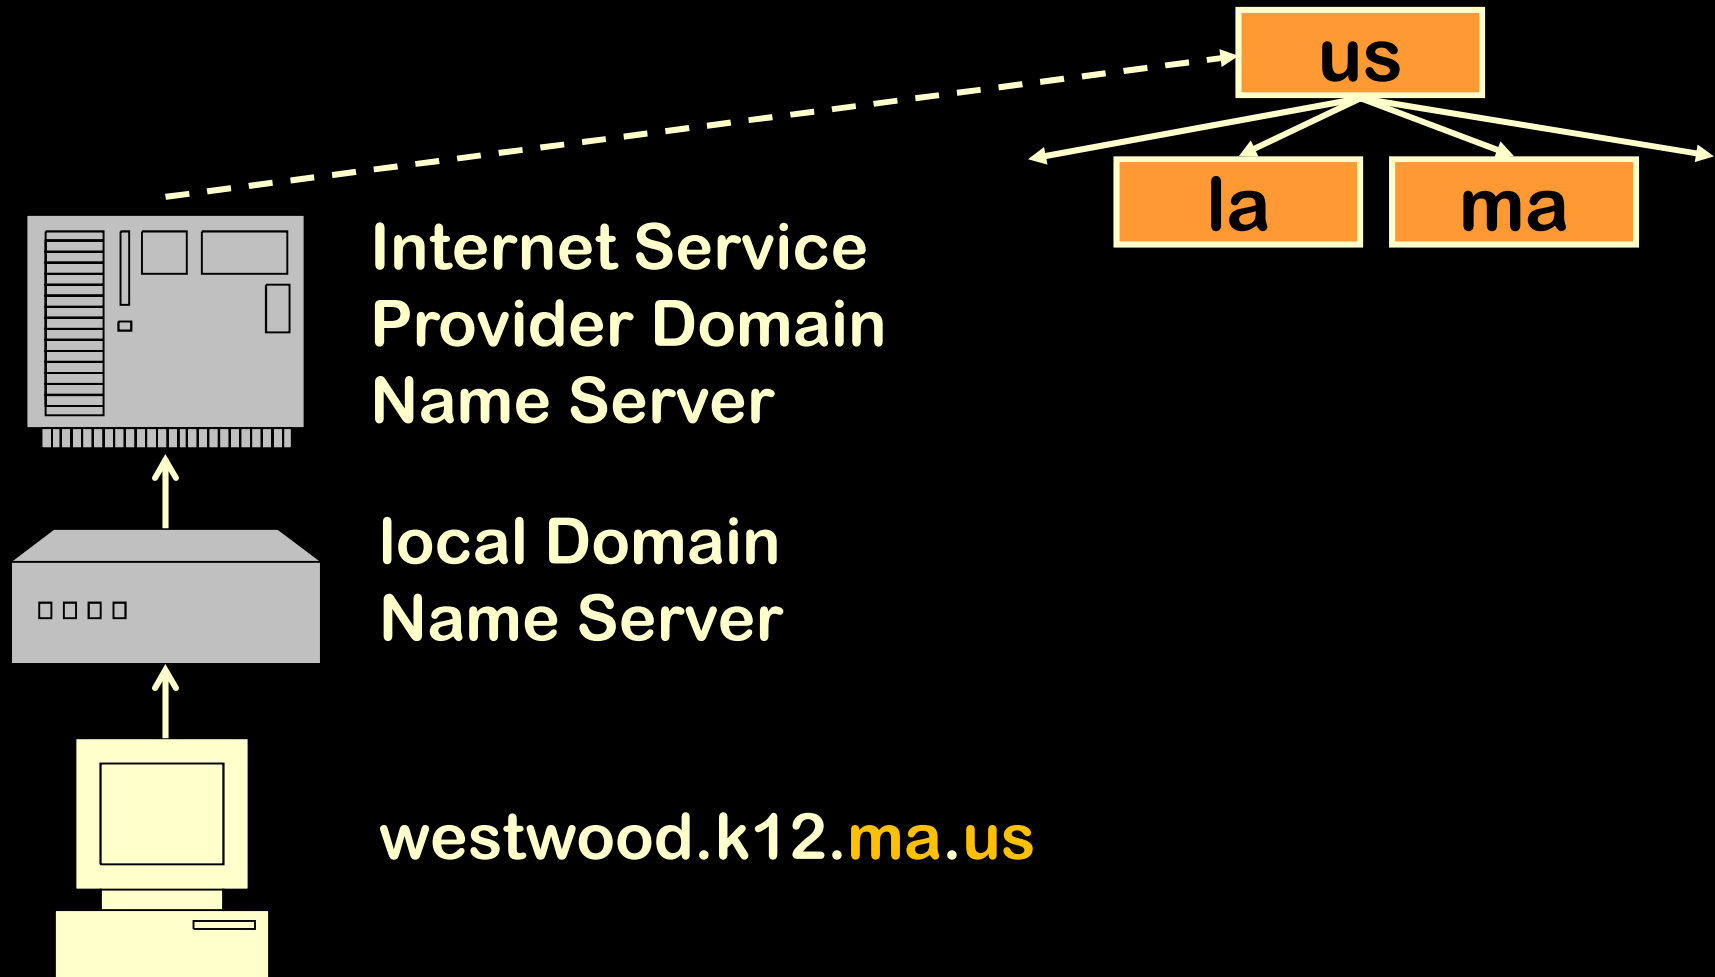 us
la
ma
Internet Service
Provider Domain
Name Server
local Domain
Name Server
westwood.k12.ma.us